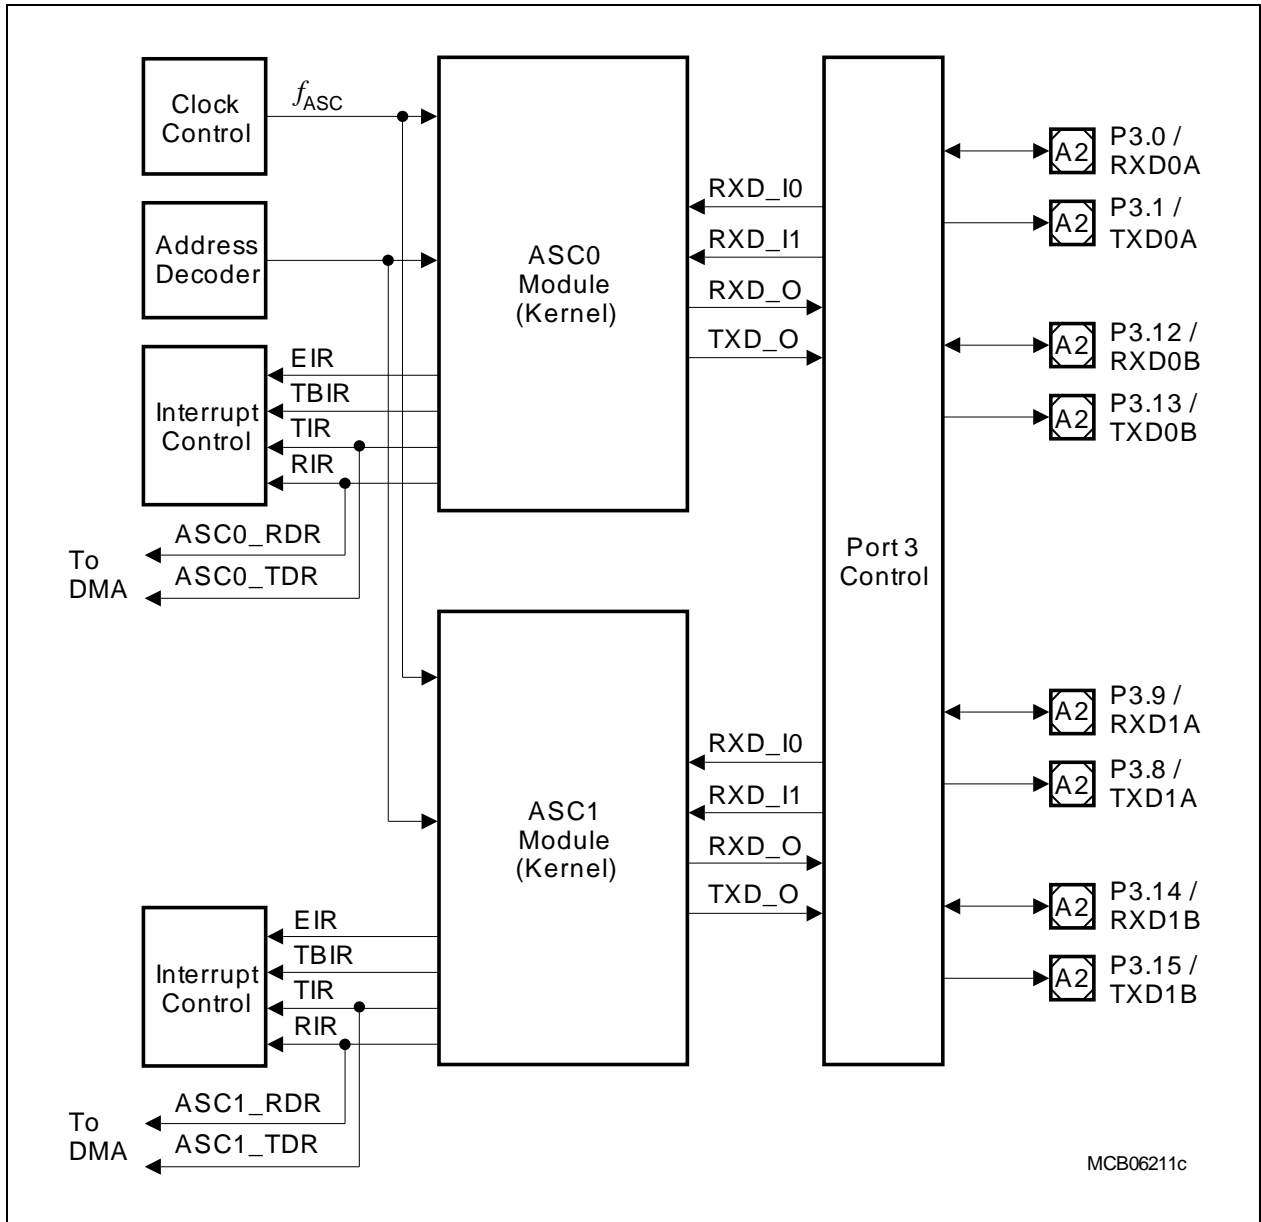 Clock
Control
fASC
Address
Decoder
ASC0
Module
(Kernel)
RXD_I0
RXD_I1
RXD_O
TXD_O
Interrupt
Control
EIR
TBIR
TIR
RIR
To
DMA
ASC0_RDR
ASC0_TDR
Port 3
Control
A2
P3.0 /
RXD0A
A2
P3.1 /
TXD0A
A2
P3.12 /
RXD0B
A2
P3.13 /
TXD0B
ASC1
Module
(Kernel)
RXD_I0
RXD_I1
RXD_O
TXD_O
A2
P3.9 /
RXD1A
A2
P3.8 /
TXD1A
A2
P3.14 /
RXD1B
A2
P3.15 /
TXD1B
Interrupt
Control
EIR
TBIR
TIR
RIR
To
DMA
ASC1_RDR
ASC1_TDR
MCB06211c